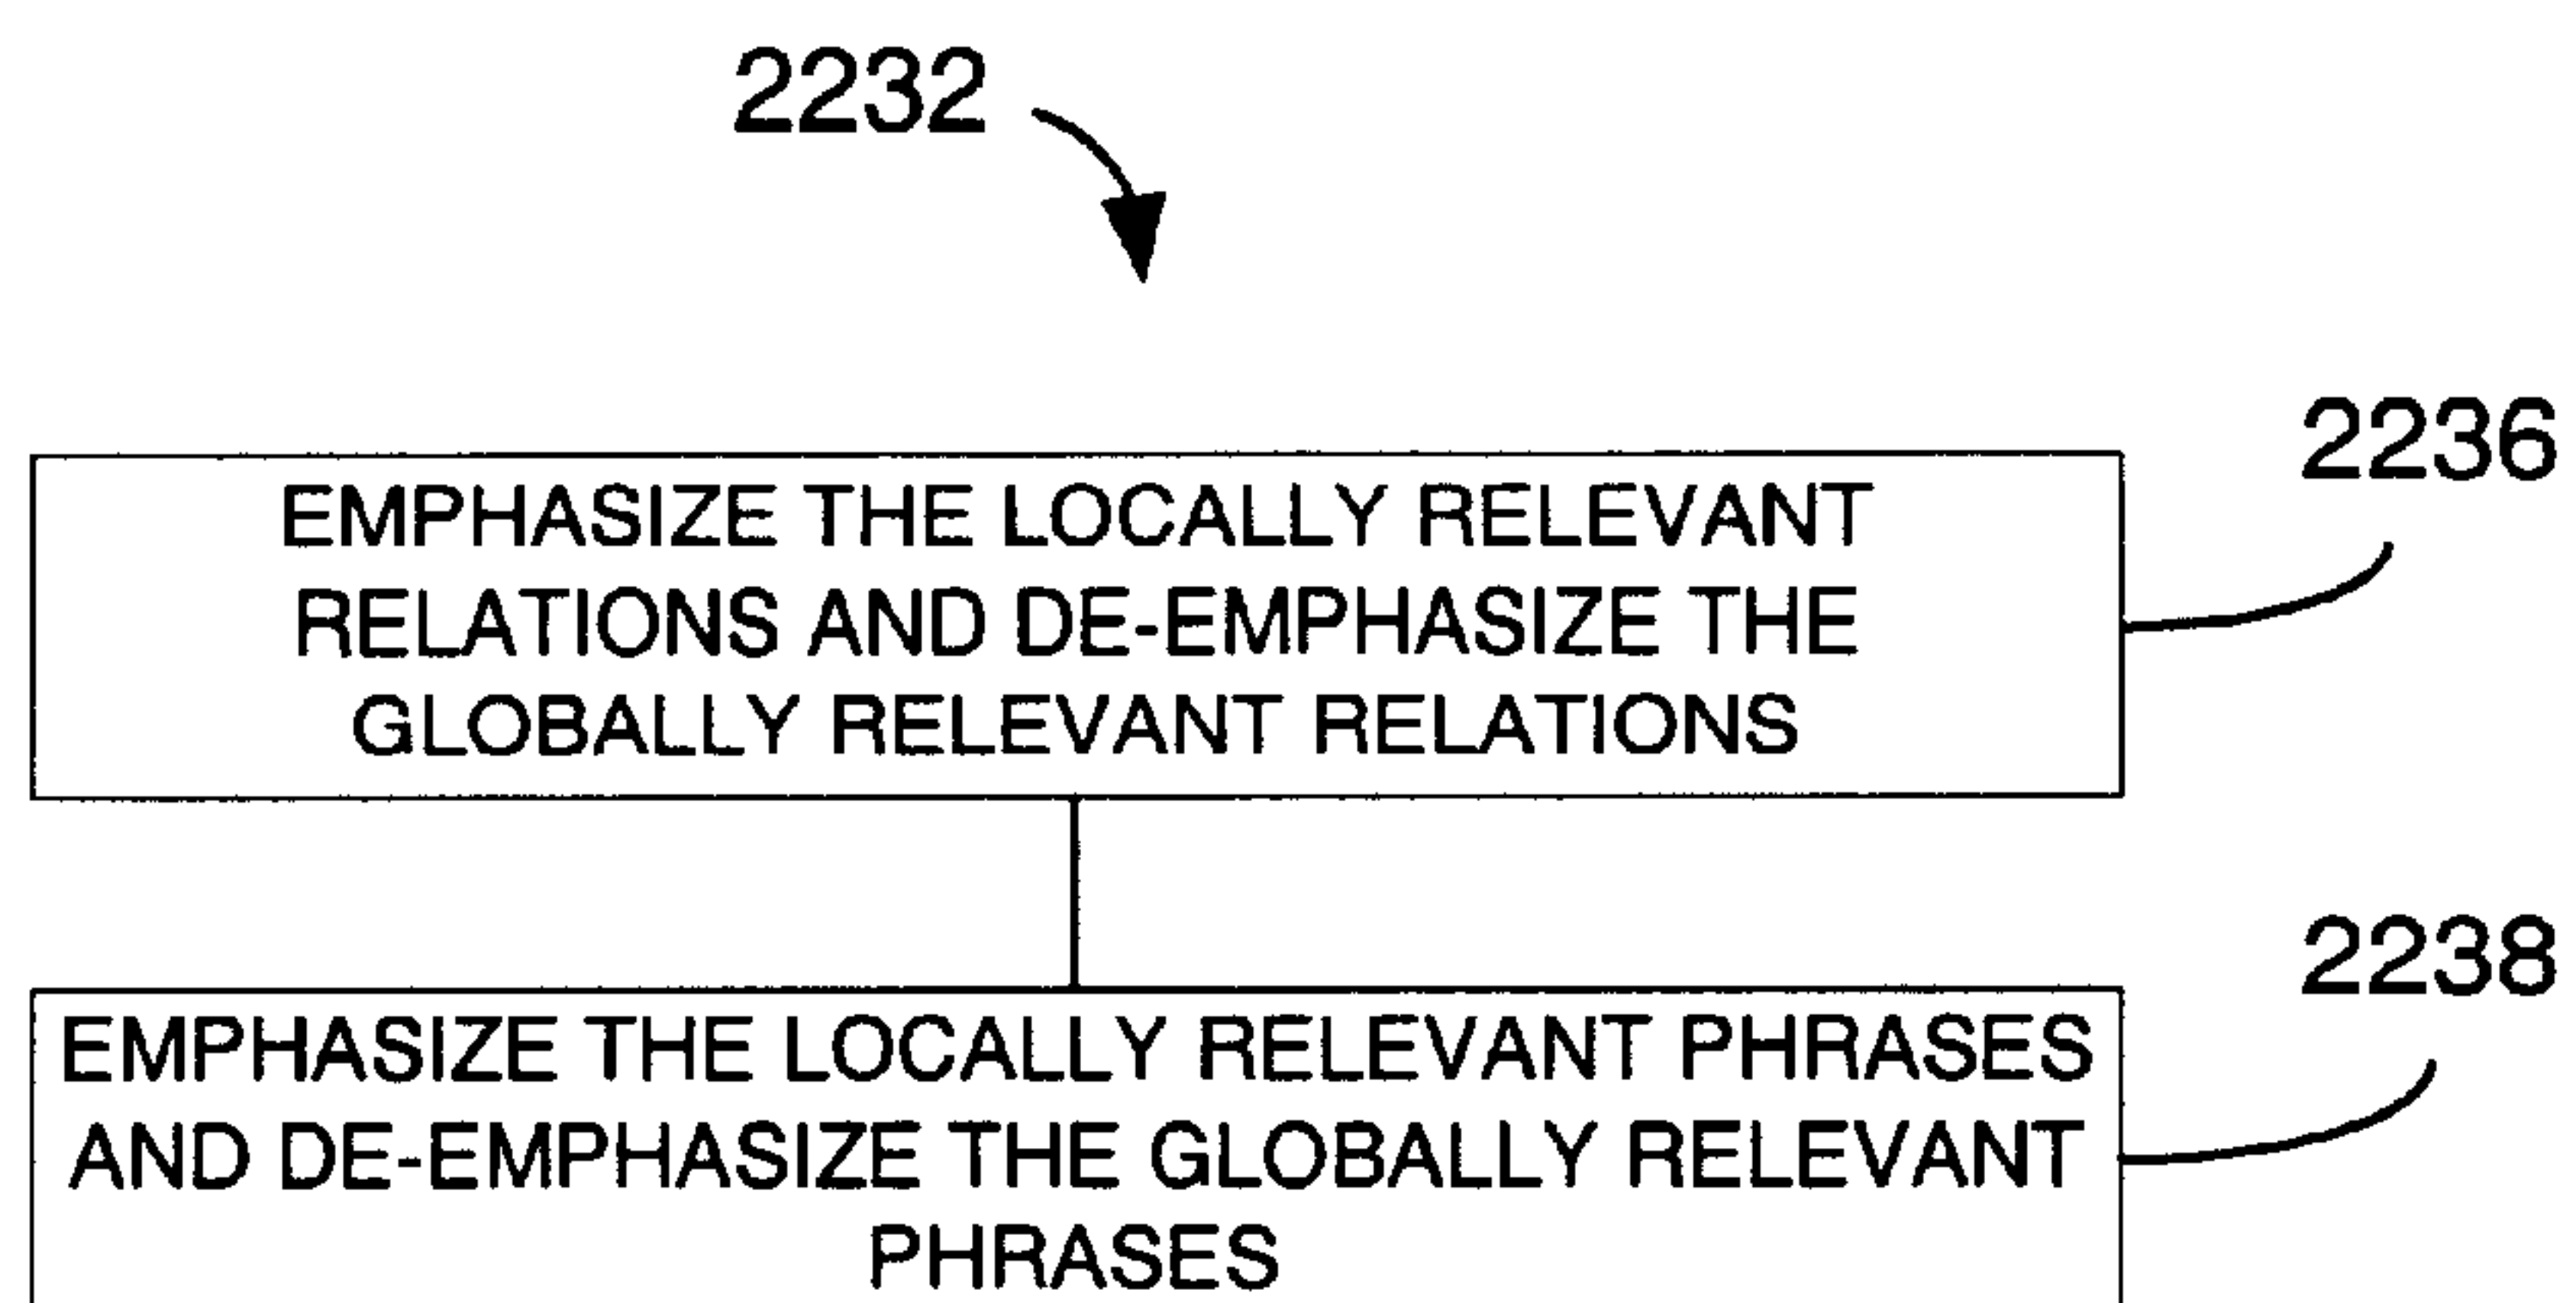 2232
2236
EMPHASIZE THE LOCALLY RELEVANT
RELATIONS AND DE-EMPHASIZE THE
GLOBALLY RELEVANT RELATIONS
2238
EMPHASIZE THE LOCALLY RELEVANT PHRASES
AND DE-EMPHASIZE THE GLOBALLY RELEVANT
PHRASES